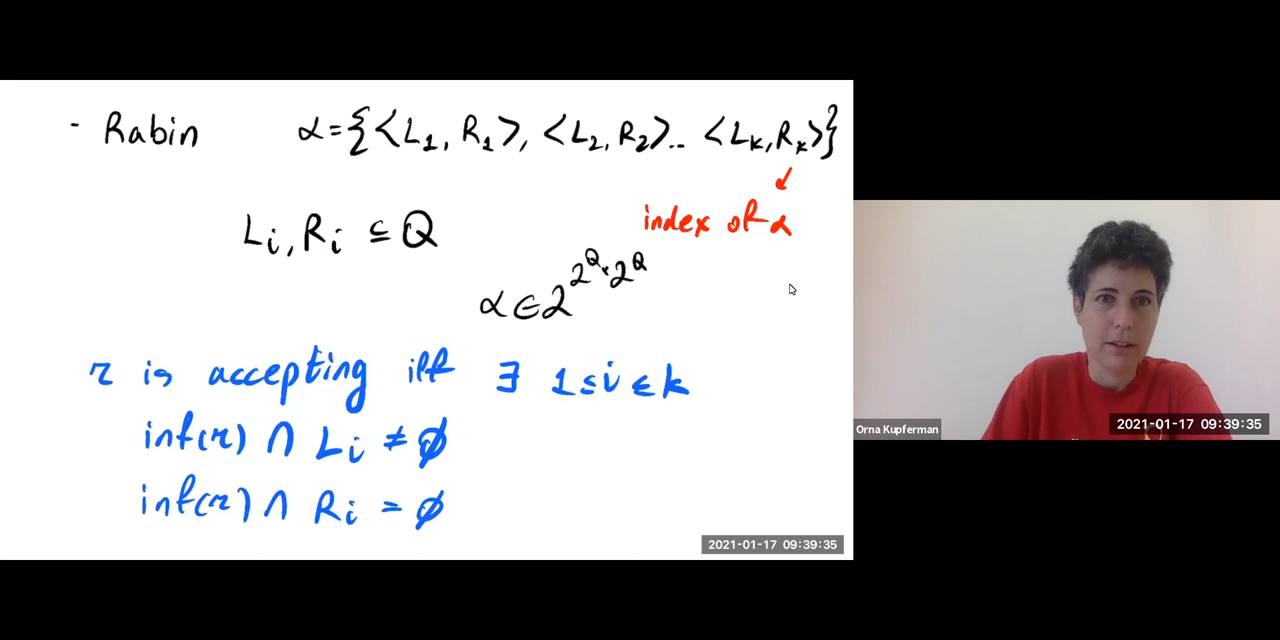 - Rabin α = {<L₁, R₁>, <L₂, R₂>.. <Lₖ, Rₖ>}
index of α
Lᵢ, Rᵢ ⊆ Q
α ∈ 2^(2^Q × 2^Q)
r is accepting iff ∃ 1≤i≤k
inf(r) ∩ Lᵢ ≠ ∅
inf(r) ∩ Rᵢ = ∅
Orna Kupferman
2021-01-17 09:39:35
2021-01-17 09:39:35